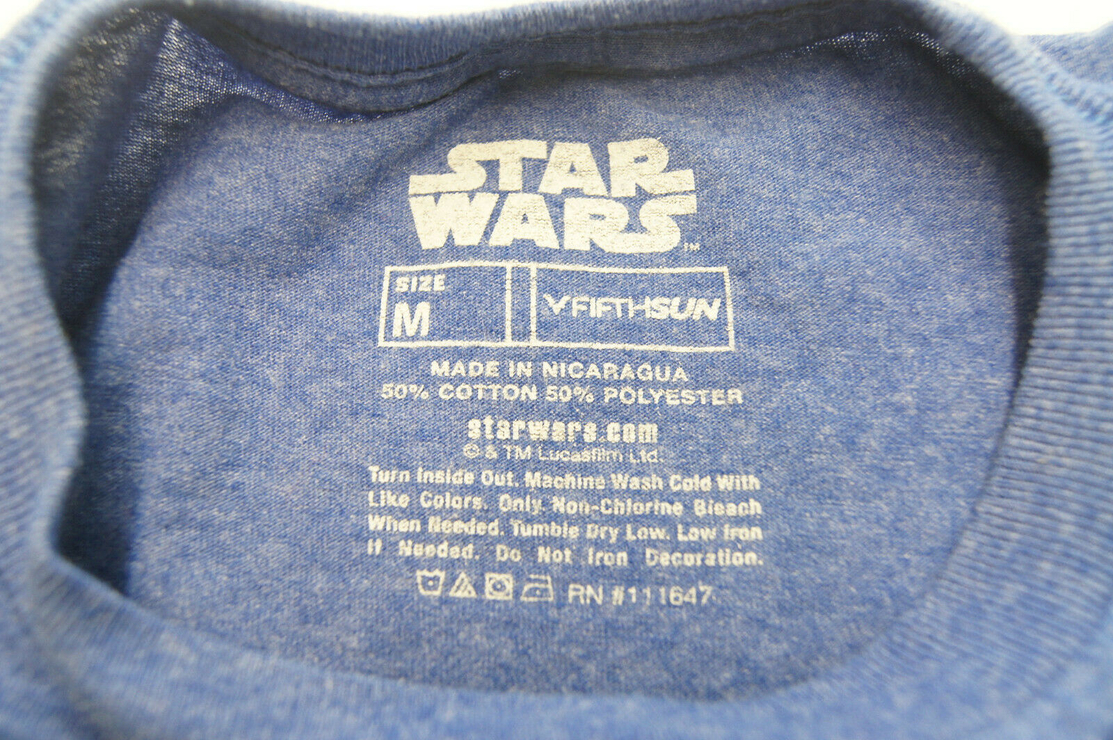 STAR
WARS™
SIZE
M
FIFTHSUN
MADE IN NICARAGUA
50% COTTON 50% POLYESTER
starwars.com
© & TM Lucasfilm Ltd.
Turn Inside Out. Machine Wash Cold With
Like Colors. Only Non-Chlorine Bleach
When Needed. Tumble Dry Low. Low Iron
If Needed. Do Not Iron Decoration.
RN #111647